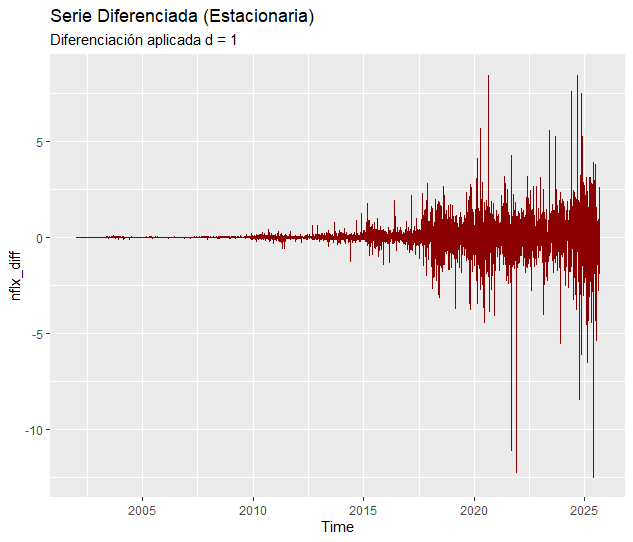 Serie Diferenciada (Estacionaria)
Diferenciación aplicada d = 1
nflx_diff
5
0
-5
-10
2005
2010
2015
2020
2025
Time